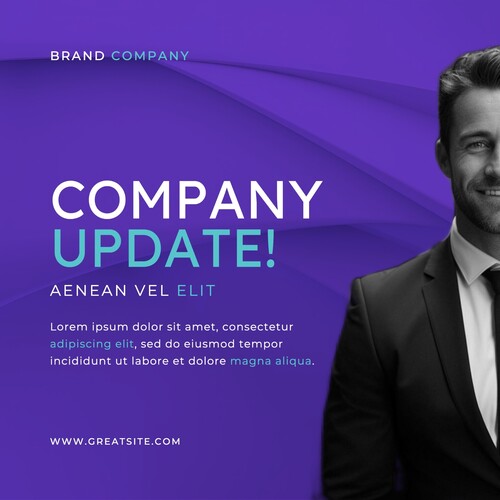 BRAND COMPANY
COMPANY
UPDATE!
AENEAN VEL ELIT
Lorem ipsum dolor sit amet, consectetur
adipiscing elit, sed do eiusmod tempor
incididunt ut labore et dolore magna aliqua.
WWW.GREATSITE.COM